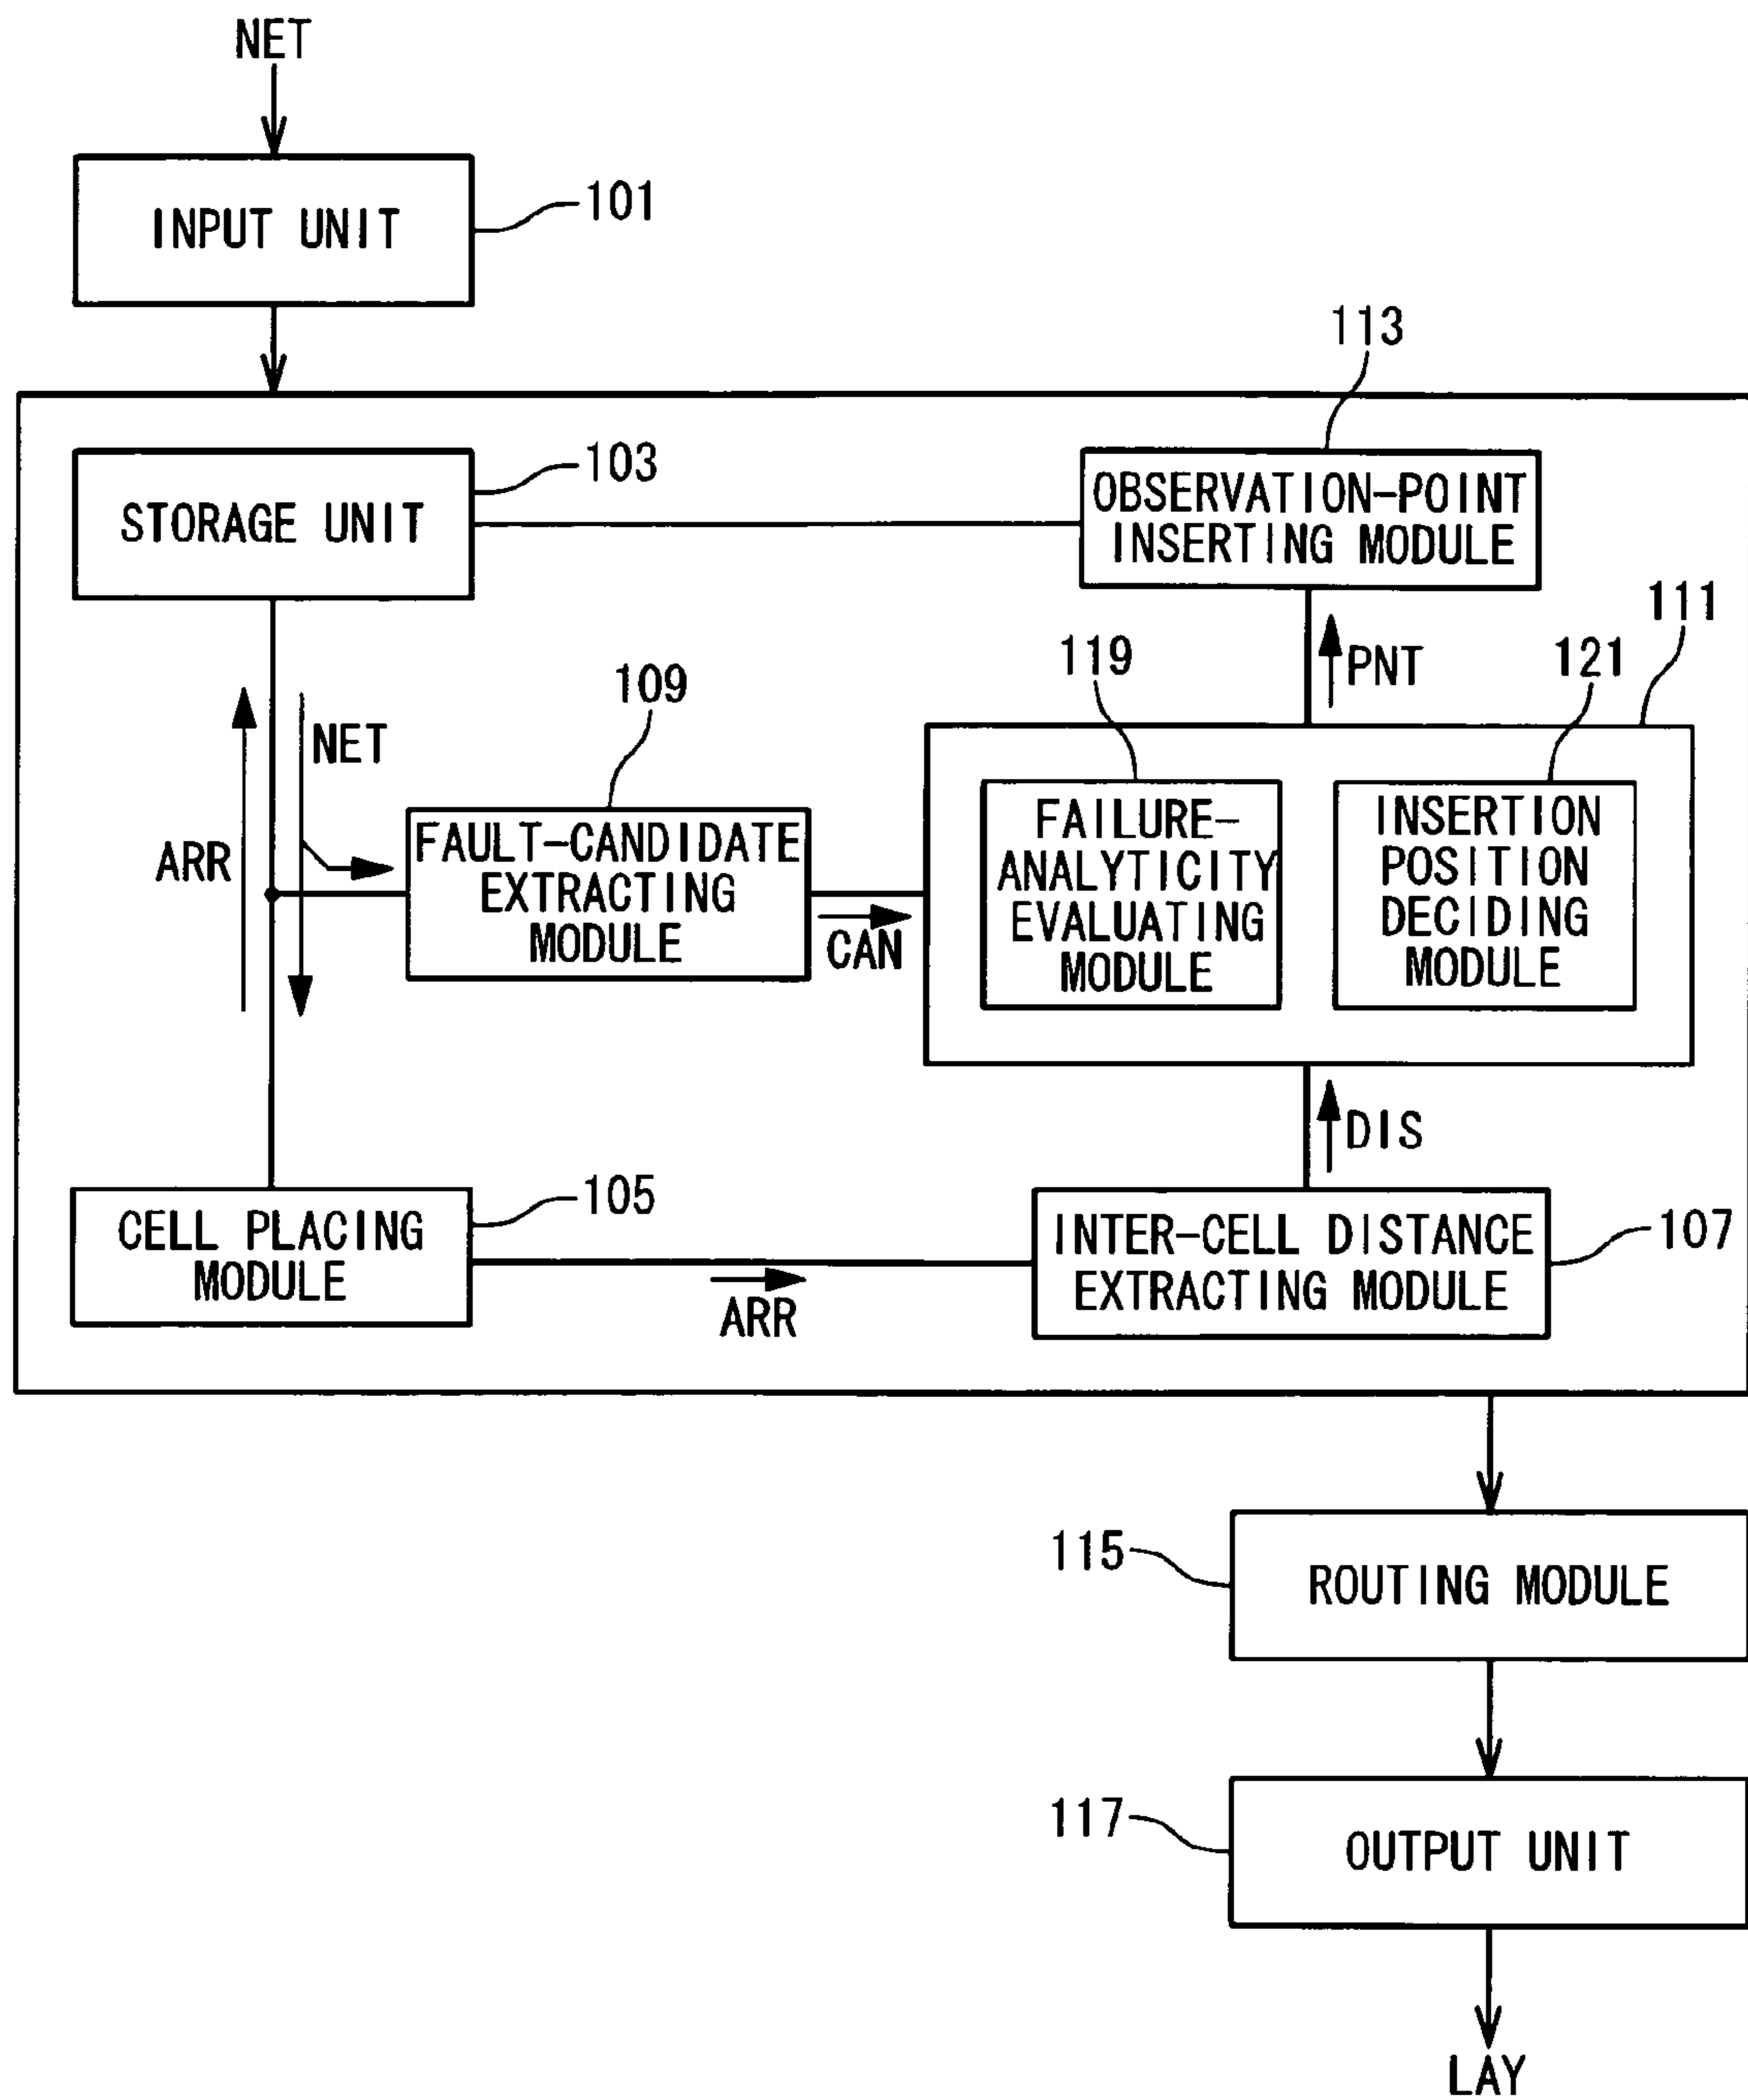 NET
INPUT UNIT
101
113
STORAGE UNIT
103
OBSERVATION-POINT
INSERTING MODULE
111
PNT
119
121
109
NET
ARR
FAULT-CANDIDATE
EXTRACTING
MODULE
CAN
FAILURE-
ANALYTICITY
EVALUATING
MODULE
INSERTION
POSITION
DECIDING
MODULE
DIS
CELL PLACING
MODULE
105
ARR
INTER-CELL DISTANCE
EXTRACTING MODULE
107
115
ROUTING MODULE
117
OUTPUT UNIT
LAY